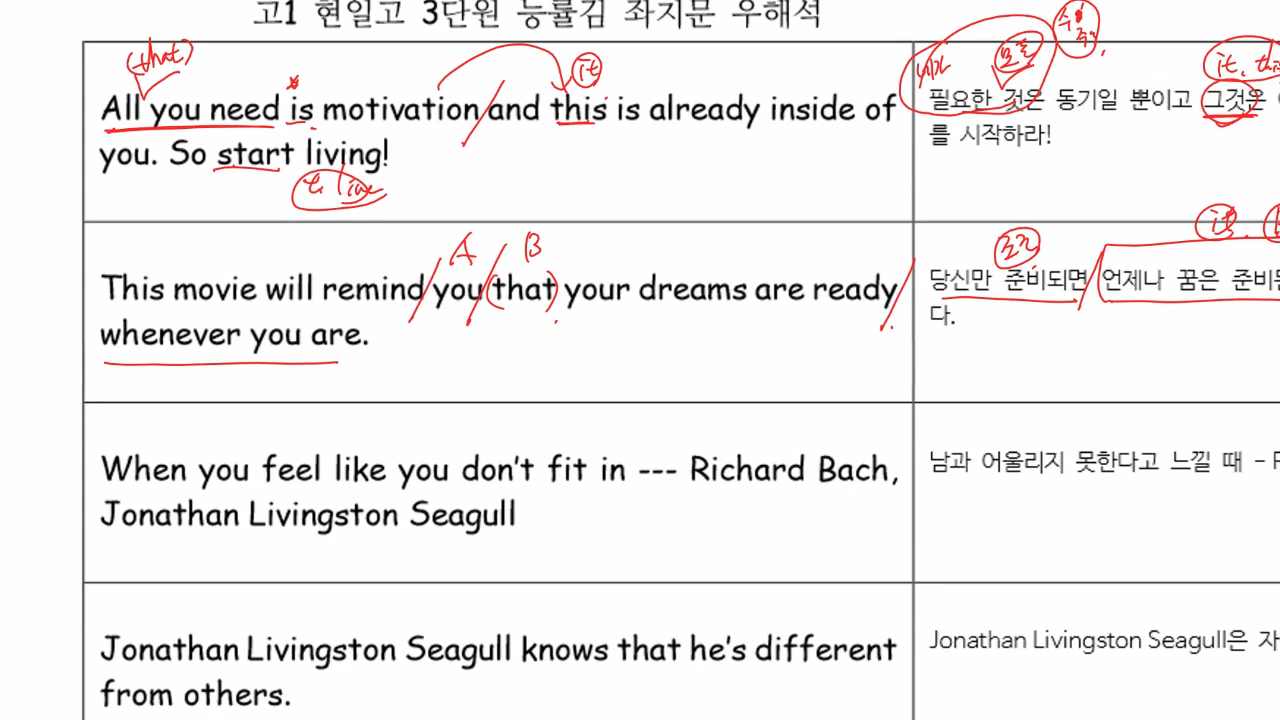 고1 현일고 3단원 능률김 좌지문 우해석
(that)
it
All you need is motivation and this is already inside of
you. So start living!
to live
필요한 것은 동기일 뿐이고 그것은
를 시작하라!
it, th
A B
This movie will remind you (that) your dreams are ready
whenever you are.
당신만 준비되면 언제나 꿈은 준비
다.
When you feel like you don't fit in --- Richard Bach,
Jonathan Livingston Seagull
남과 어울리지 못한다고 느낄 때 –
Jonathan Livingston Seagull knows that he's different
from others.
Jonathan Livingston Seagull은 자